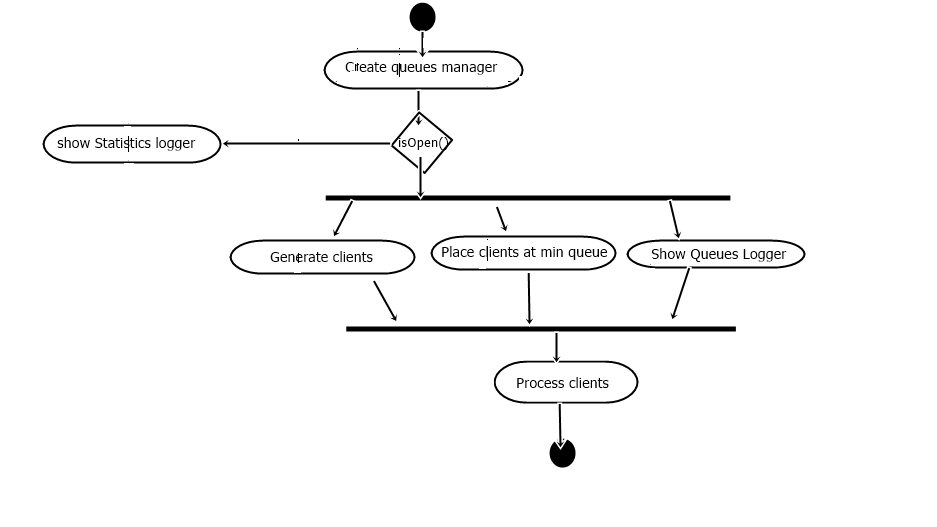 Create queues manager
show Statistics logger
isOpen()
Generate clients
Place clients at min queue
Show Queues Logger
Process clients